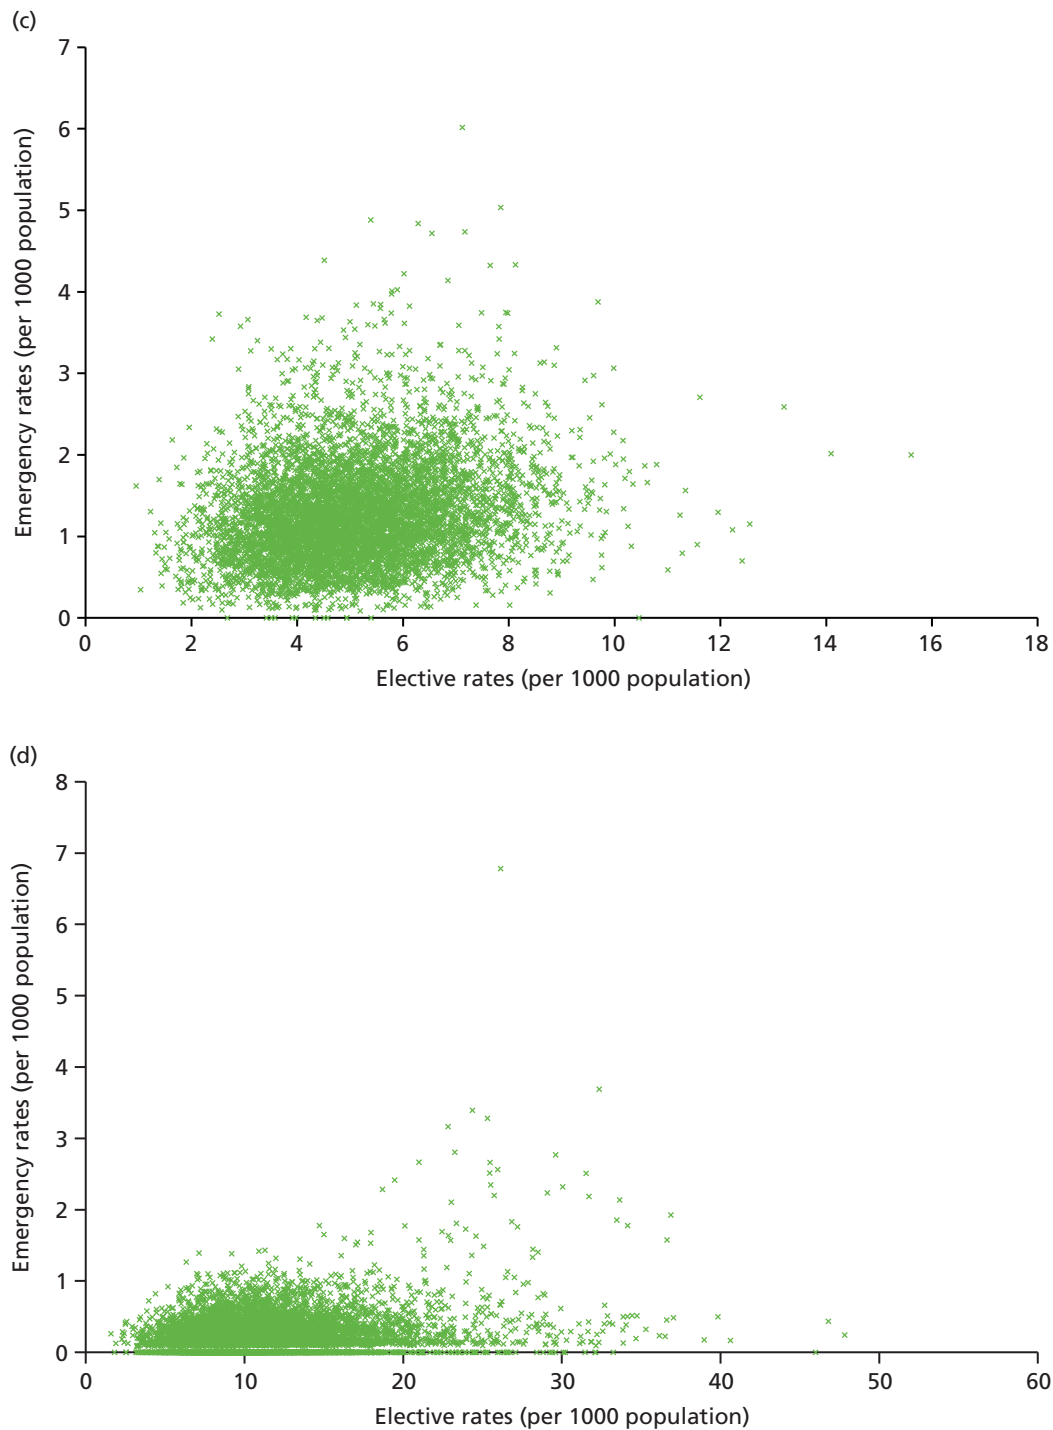 (c)
7
6
5
4
3
2
1
0
Emergency rates (per 1000 population)
0 2 4 6 8 10 12 14 16 18
Elective rates (per 1000 population)
(d)
8
7
6
5
4
3
2
1
0
Emergency rates (per 1000 population)
0 10 20 30 40 50 60
Elective rates (per 1000 population)